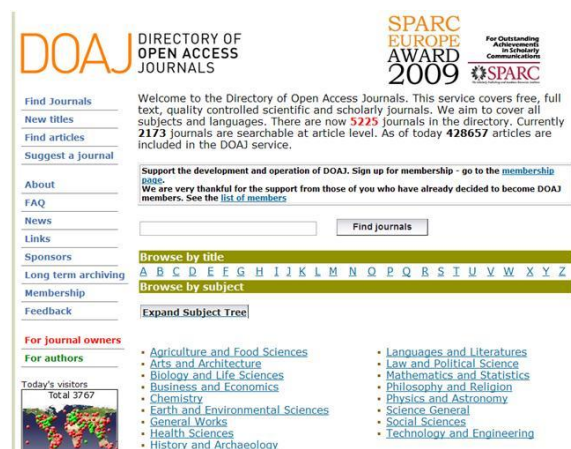 DOAJ
DIRECTORY OF
OPEN ACCESS
JOURNALS
SPARC
EUROPE
AWARD
2009
For Outstanding
Achievements
in Scholarly
Communications
SPARC
Find Journals
New titles
Find articles
Suggest a journal
About
FAQ
News
Links
Sponsors
Long term archiving
Membership
Feedback
For journal owners
For authors
Today's visitors
Total 3767
Welcome to the Directory of Open Access Journals. This service covers free, full
text, quality controlled scientific and scholarly journals. We aim to cover all
subjects and languages. There are now 5225 journals in the directory. Currently
2173 journals are searchable at article level. As of today 428657 articles are
included in the DOAJ service.
Support the development and operation of DOAJ. Sign up for membership - go to the membership
page.
We are very thankful for the support from those of you who have already decided to become DOAJ
members. See the list of members
Find journals
Browse by title
A B C D E F G H I J K L M N O P Q R S T U V W X Y Z
Browse by subject
Expand Subject Tree
Agriculture and Food Sciences
Arts and Architecture
Biology and Life Sciences
Business and Economics
Chemistry
Earth and Environmental Sciences
General Works
Health Sciences
History and Archaeology
Languages and Literatures
Law and Political Science
Mathematics and Statistics
Philosophy and Religion
Physics and Astronomy
Science General
Social Sciences
Technology and Engineering